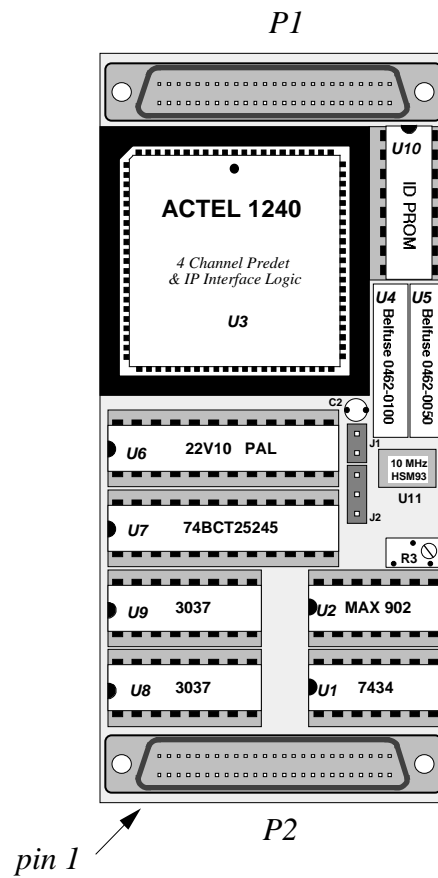 P1
U10
ID PROM
ACTEL 1240
4 Channel Predet
& IP Interface Logic
U3
U4
U5
Belfuse 0462-0100
Belfuse 0462-0050
C2
J1
U6
22V10 PAL
10 MHz
HSM93
U11
J2
U7
74BCT25245
R3
U9
3037
U2 MAX 902
U8
3037
U1
7434
P2
pin 1